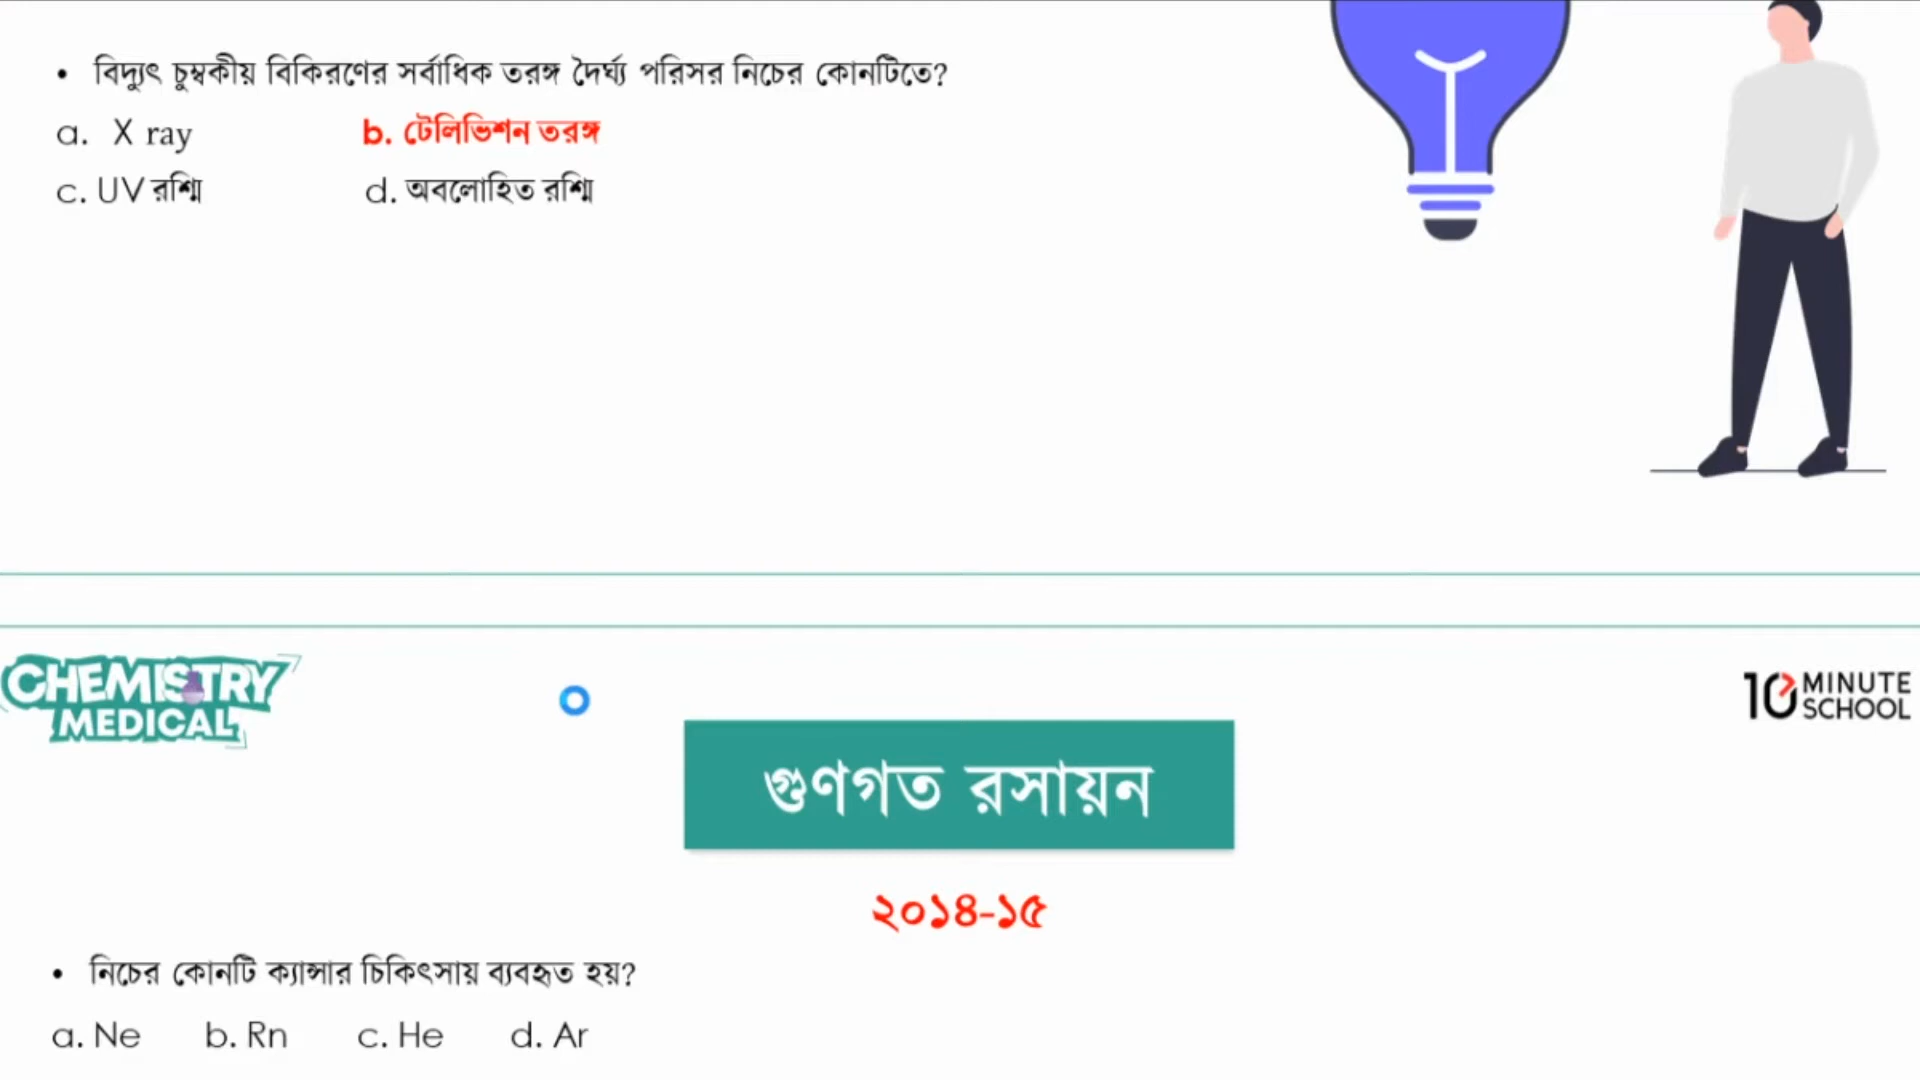 • বিদ্যুৎ চুম্বকীয় বিকিরণের সর্বাধিক তরঙ্গ দৈর্ঘ্য পরিসর নিচের কোনটিতে?
a. X ray b. টেলিভিশন তরঙ্গ
c. UV রশ্মি d. অবলোহিত রশ্মি
CHEMISTRY
MEDICAL
10 MINUTE
SCHOOL
গুণগত রসায়ন
২০১৪-১৫
• নিচের কোনটি ক্যান্সার চিকিৎসায় ব্যবহৃত হয়?
a. Ne b. Rn c. He d. Ar